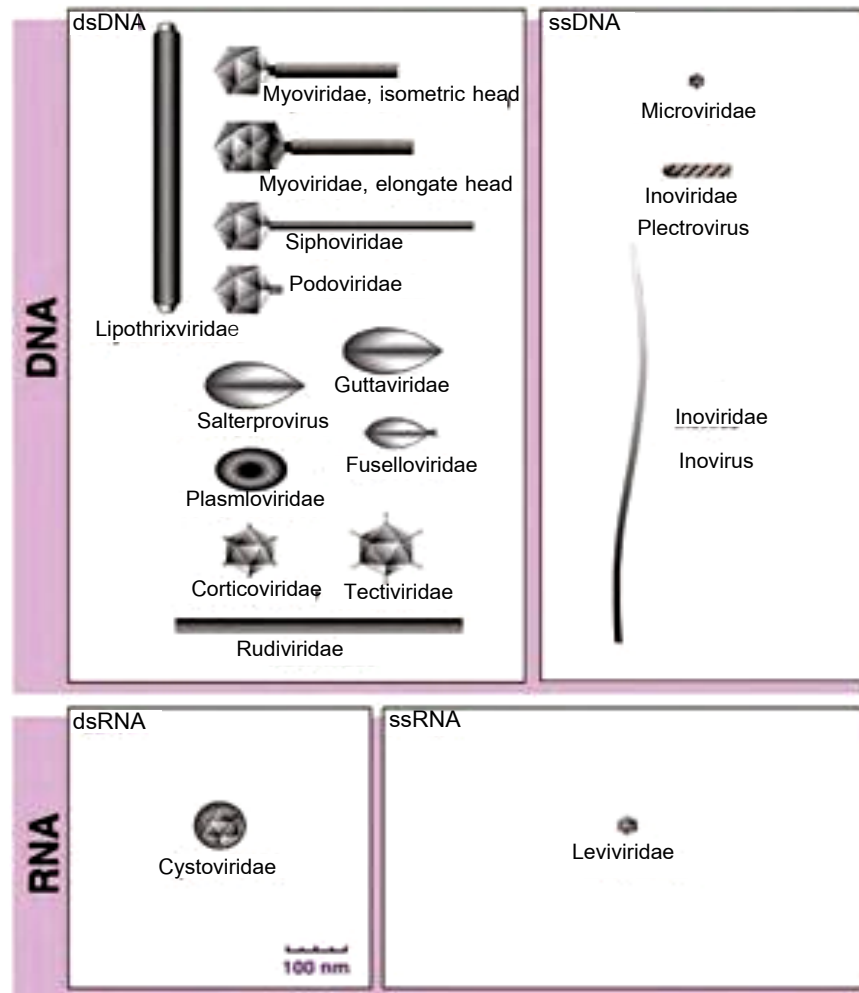 dsDNA
ssDNA
Myoviridae, isometric head
Microviridae
Myoviridae, elongate head
Inoviridae
Plectrovirus
Siphoviridae
Podoviridae
Lipothrixviridae
DNA
Guttaviridae
Salterprovirus
Inoviridae
Inovirus
Fuselloviridae
Plasmloviridae
Corticoviridae
Tectiviridae
Rudiviridae
dsRNA
ssRNA
RNA
Cystoviridae
Leviviridae
100 nm